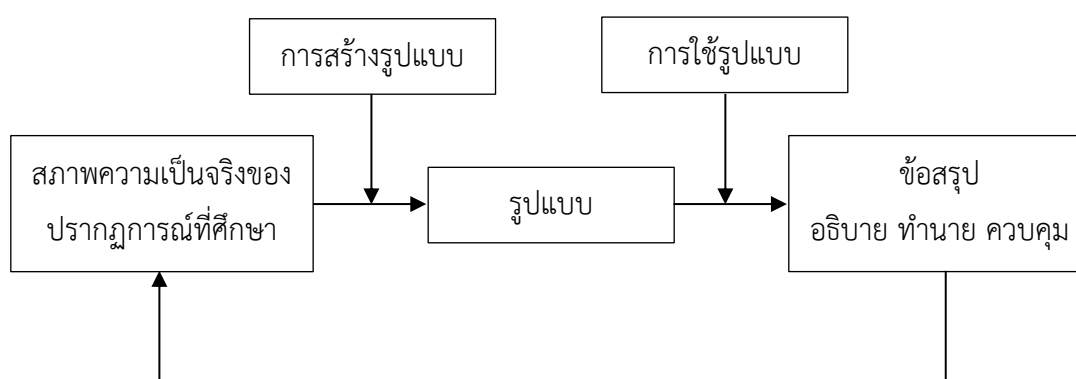 การสร้างรูปแบบ
การใช้รูปแบบ
สภาพความเป็นจริงของ
ปรากฏการณ์ที่ศึกษา
รูปแบบ
ข้อสรุป
อธิบาย ทำนาย ควบคุม